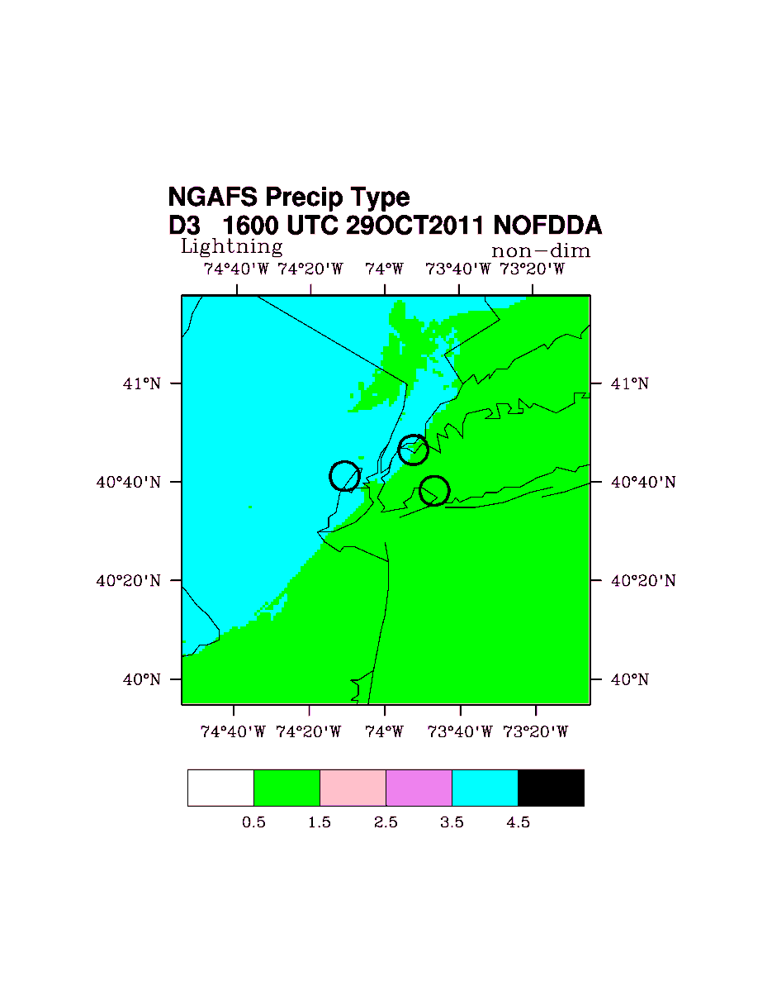 NGAFS Precip Type
D3 1600 UTC 29OCT2011 NOFDDA
Lightning non-dim
74°40'W 74°20'W 74°W 73°40'W 73°20'W
41°N 41°N
40°40'N 40°40'N
40°20'N 40°20'N
40°N 40°N
74°40'W 74°20'W 74°W 73°40'W 73°20'W
0.5 1.5 2.5 3.5 4.5